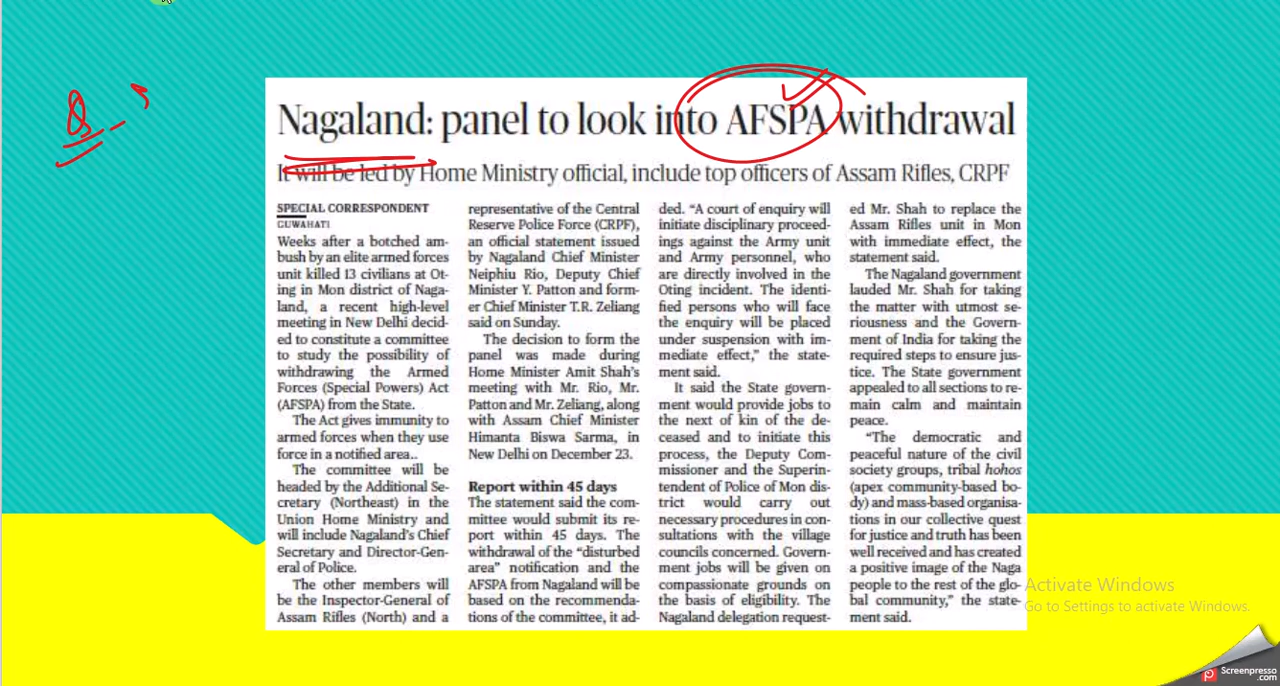 Nagaland: panel to look into AFSPA withdrawal
It will be led by Home Ministry official, include top officers of Assam Rifles, CRPF
SPECIAL CORRESPONDENT
GUWAHATI
Weeks after a botched am-
bush by an elite armed forces
unit killed 13 civilians at Ot-
ing in Mon district of Naga-
land, a recent high-level
meeting in New Delhi decid-
ed to constitute a committee
to study the possibility of
withdrawing the Armed
Forces (Special Powers) Act
(AFSPA) from the State.
The Act gives immunity to
armed forces when they use
force in a notified area..
The committee will be
headed by the Additional Se-
cretary (Northeast) in the
Union Home Ministry and
will include Nagaland's Chief
Secretary and Director-Gen-
eral of Police.
The other members will
be the Inspector-General of
Assam Rifles (North) and a
representative of the Central
Reserve Police Force (CRPF),
an official statement issued
by Nagaland Chief Minister
Neiphiu Rio, Deputy Chief
Minister Y. Patton and form-
er Chief Minister T.R. Zeliang
said on Sunday.
The decision to form the
panel was made during
Home Minister Amit Shah's
meeting with Mr. Rio, Mr.
Patton and Mr. Zeliang, along
with Assam Chief Minister
Himanta Biswa Sarma, in
New Delhi on December 23.
Report within 45 days
The statement said the com-
mittee would submit its re-
port within 45 days. The
withdrawal of the "disturbed
area" notification and the
AFSPA from Nagaland will be
based on the recommenda-
tions of the committee, it ad-
ded. "A court of enquiry will
initiate disciplinary proceed-
ings against the Army unit
and Army personnel, who
are directly involved in the
Oting incident. The identi-
fied persons who will face
the enquiry will be placed
under suspension with im-
mediate effect," the state-
ment said.
It said the State govern-
ment would provide jobs to
the next of kin of the de-
ceased and to initiate this
process, the Deputy Com-
missioner and the Superin-
tendent of Police of Mon dis-
trict would carry out
necessary procedures in con-
sultations with the village
councils concerned. Govern-
ment jobs will be given on
compassionate grounds on
the basis of eligibility. The
Nagaland delegation request-
ed Mr. Shah to replace the
Assam Rifles unit in Mon
with immediate effect, the
statement said.
The Nagaland government
lauded Mr. Shah for taking
the matter with utmost se-
riousness and the Govern-
ment of India for taking the
required steps to ensure jus-
tice. The State government
appealed to all sections to re-
main calm and maintain
peace.
"The democratic and
peaceful nature of the civil
society groups, tribal hohos
(apex community-based bo-
dy) and mass-based organisa-
tions in our collective quest
for justice and truth has been
well received and has created
a positive image of the Naga
people to the rest of the glo-
bal community," the state-
ment said.
Activate Windows
Go to Settings to activate Windows.
Screenpresso
.com